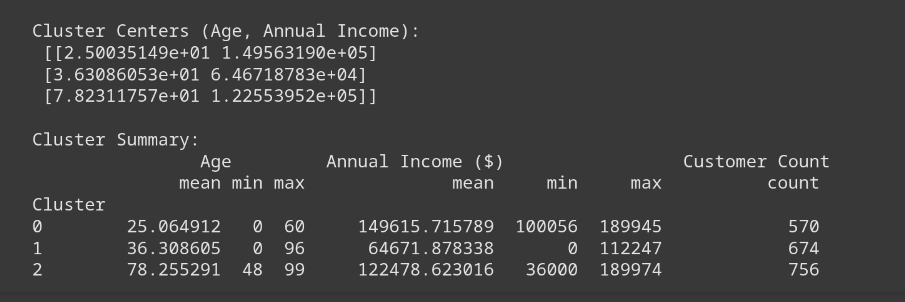 Cluster Centers (Age, Annual Income):
[[2.50035149e+01 1.49563190e+05]
[3.63086053e+01 6.46718783e+04]
[7.82311757e+01 1.22553952e+05]]
Cluster Summary:
Age Annual Income ($) Customer Count
mean min max mean min max count
Cluster
0 25.064912 0 60 149615.715789 100056 189945 570
1 36.308605 0 96 64671.878338 0 112247 674
2 78.255291 48 99 122478.623016 36000 189974 756